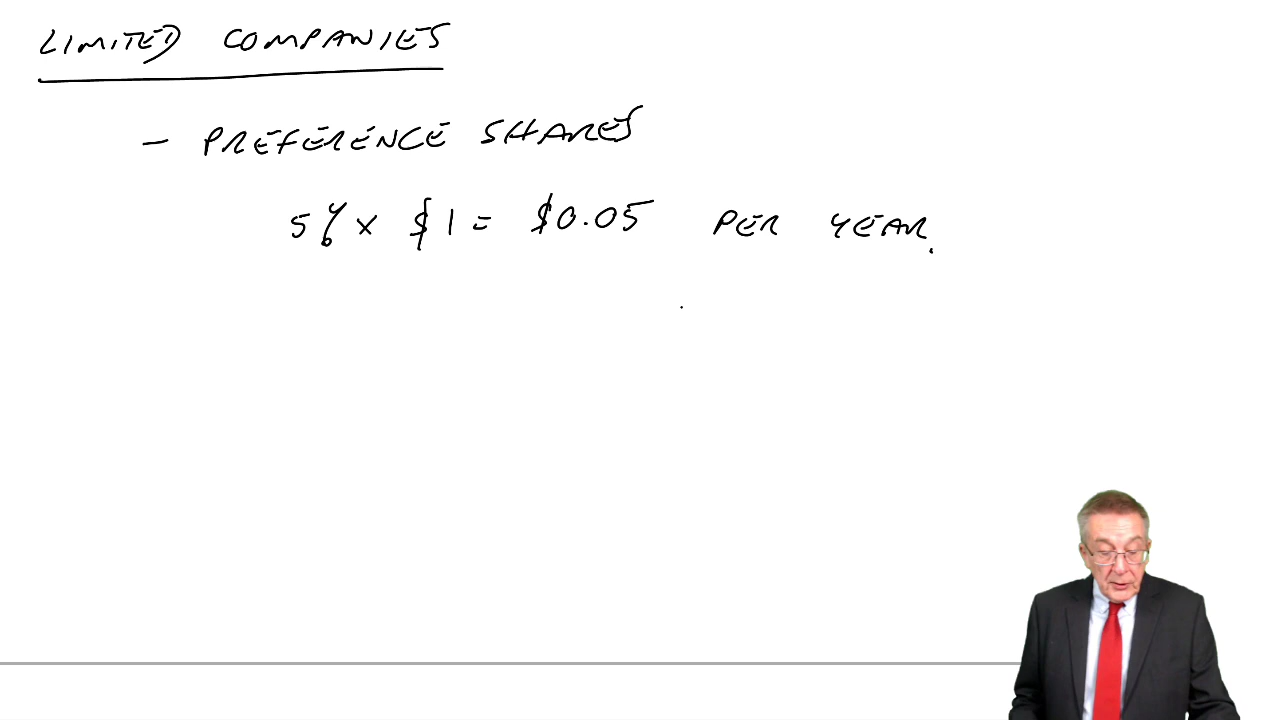 LIMITED COMPANIES
- PREFERENCE SHARES
5% x $1 = $0.05 PER YEAR.